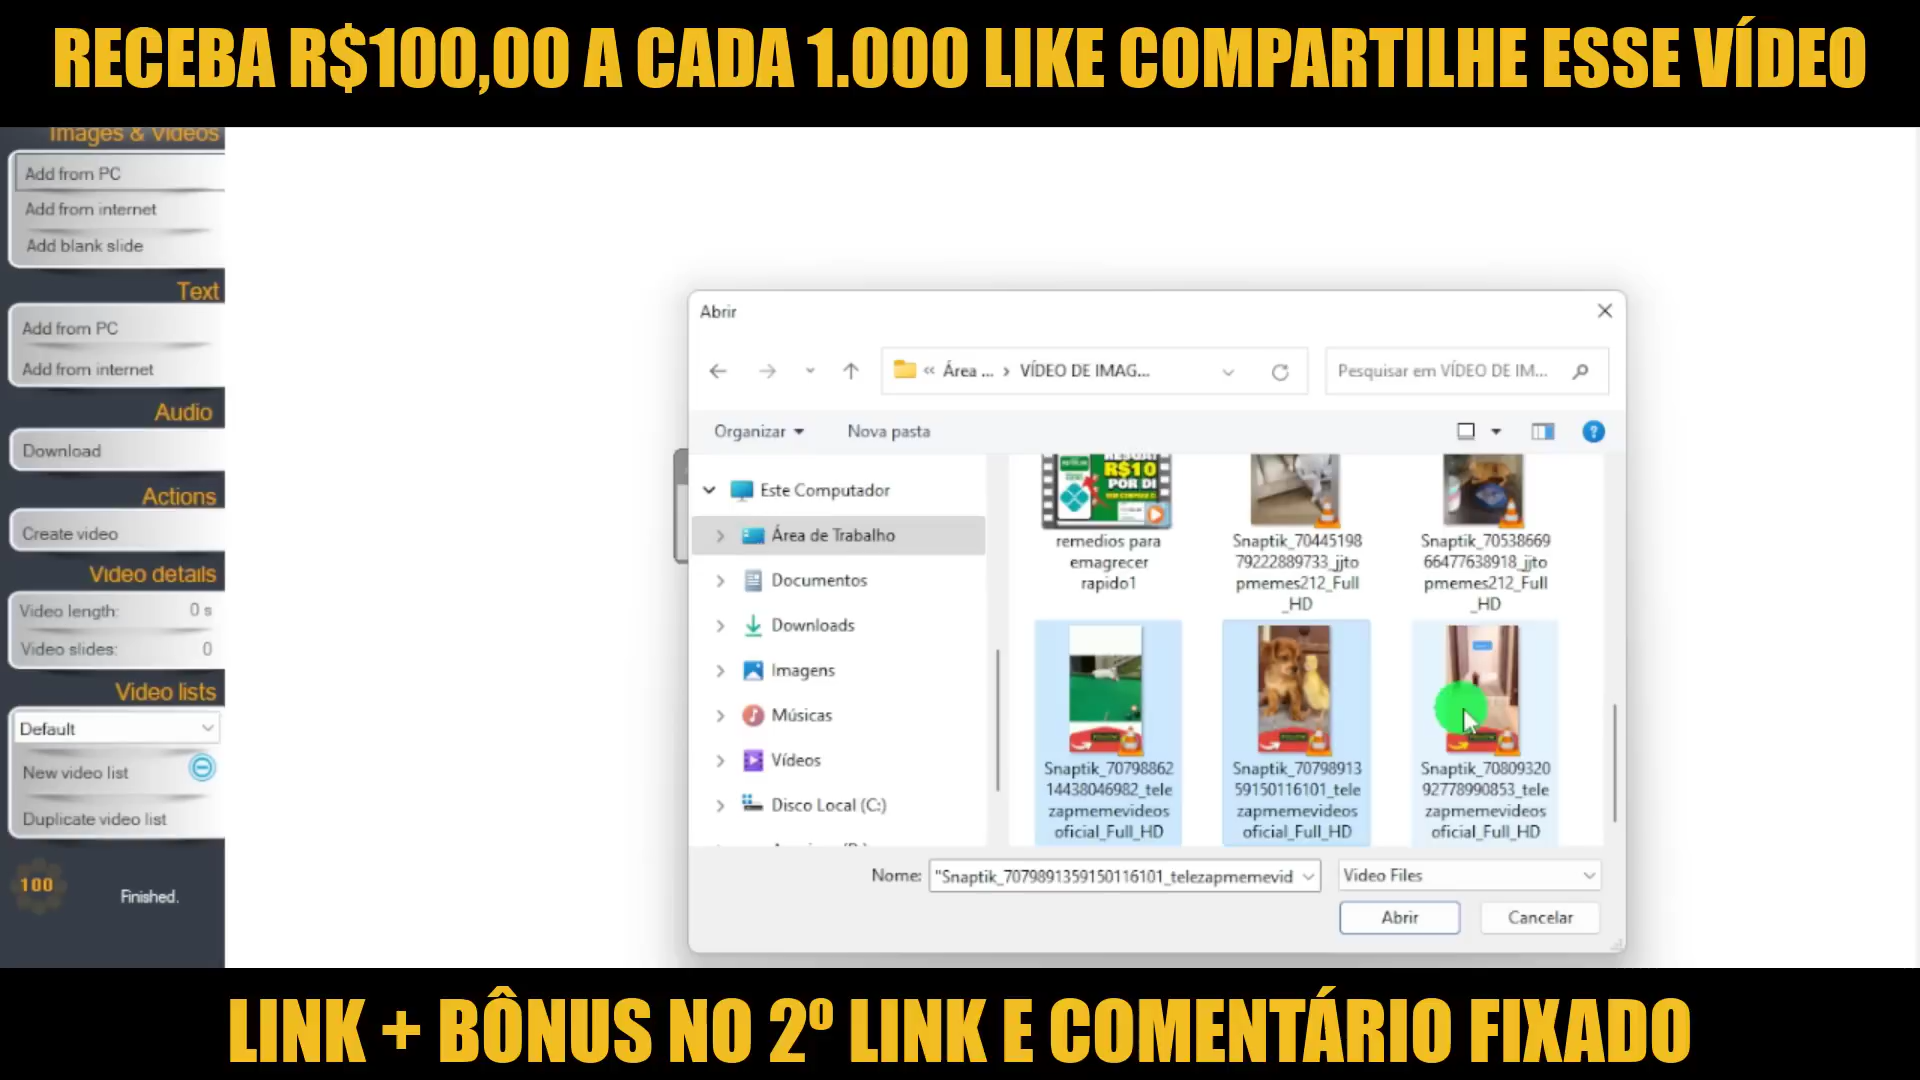 RECEBA R$100,00 A CADA 1.000 LIKE COMPARTILHE ESSE VÍDEO
Images & Videos
Add from PC
Add from internet
Add blank slide
Text
Add from PC
Add from internet
Audio
Download
Actions
Create video
Video details
Video length: 0 s
Video slides: 0
Video lists
Default
New video list
Duplicate video list
100
Finished.
Abrir
« Área ... › VÍDEO DE IMAG...
Pesquisar em VÍDEO DE IM...
Organizar
Nova pasta
Este Computador
Área de Trabalho
Documentos
Downloads
Imagens
Músicas
Vídeos
Disco Local (C:)
R$10
POR DI
remedios para
emagrecer
rapido1
Snaptik_70445198
79222889733_jjto
pmemes212_Full
_HD
Snaptik_70538669
66477638918_jjto
pmemes212_Full
_HD
Snaptik_70798862
14438046982_tele
zapmemevideos
oficial_Full_HD
Snaptik_70798913
59150116101_tele
zapmemevideos
oficial_Full_HD
Snaptik_70809320
92778990853_tele
zapmemevideos
oficial_Full_HD
Nome: "Snaptik_7079891359150116101_telezapmemevid
Video Files
Abrir
Cancelar
LINK + BÔNUS NO 2º LINK E COMENTÁRIO FIXADO